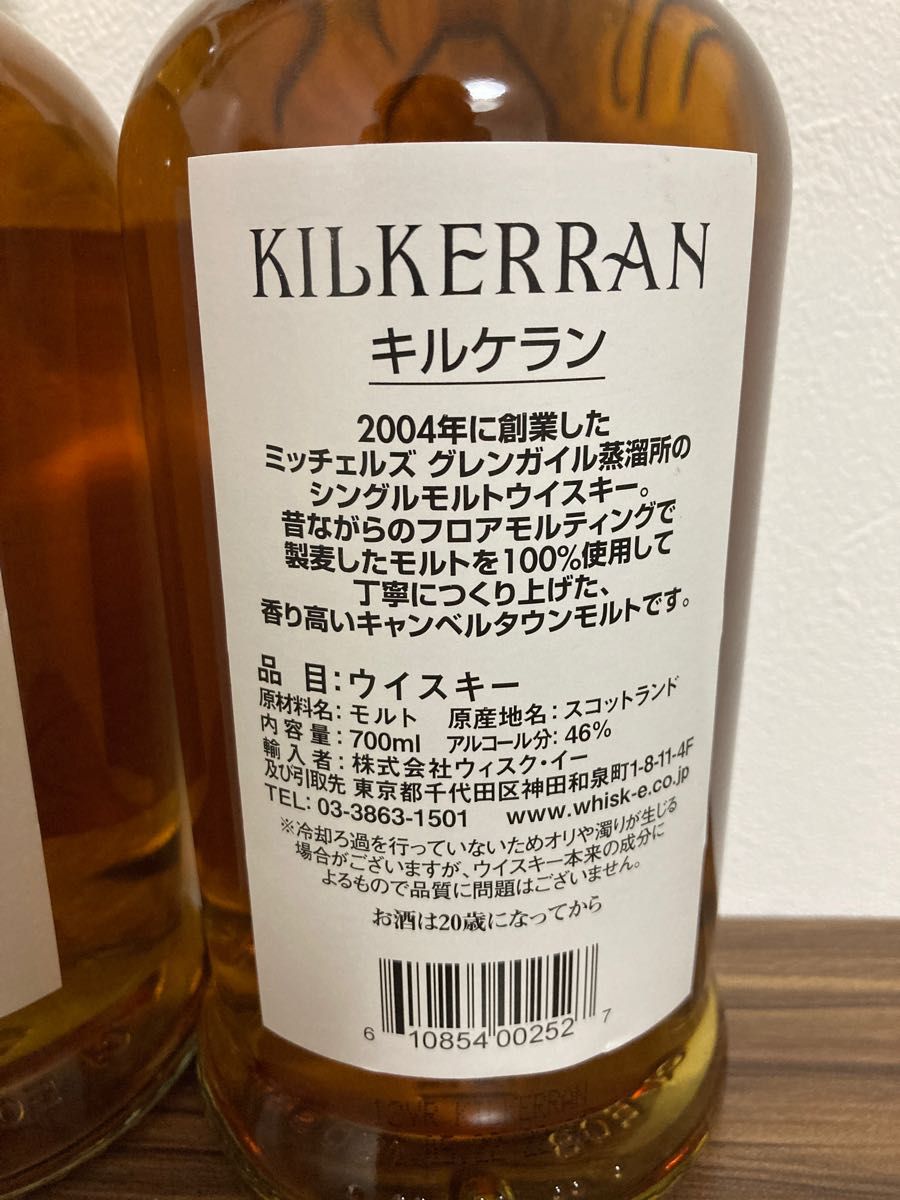 KILKERRAN
キルケラン
2004年に創業した
ミッチェルズ グレンガイル蒸溜所の
シングルモルトウイスキー。
昔ながらのフロアモルティングで
製麦したモルトを100%使用して
丁寧につくり上げた、
香り高いキャンベルタウンモルトです。
品 目：ウイスキー
原材料名：モルト 原産地名：スコットランド
内容量：700ml アルコール分：46%
輸入者：株式会社ウィスク・イー
及び引取先 東京都千代田区神田和泉町1-8-11-4F
TEL：03-3863-1501 www.whisk-e.co.jp
※冷却ろ過を行っていないためオリや濁りが生じる
場合がございますが、ウイスキー本来の成分に
よるもので品質に問題はございません。
お酒は20歳になってから
6 10854 00252 7